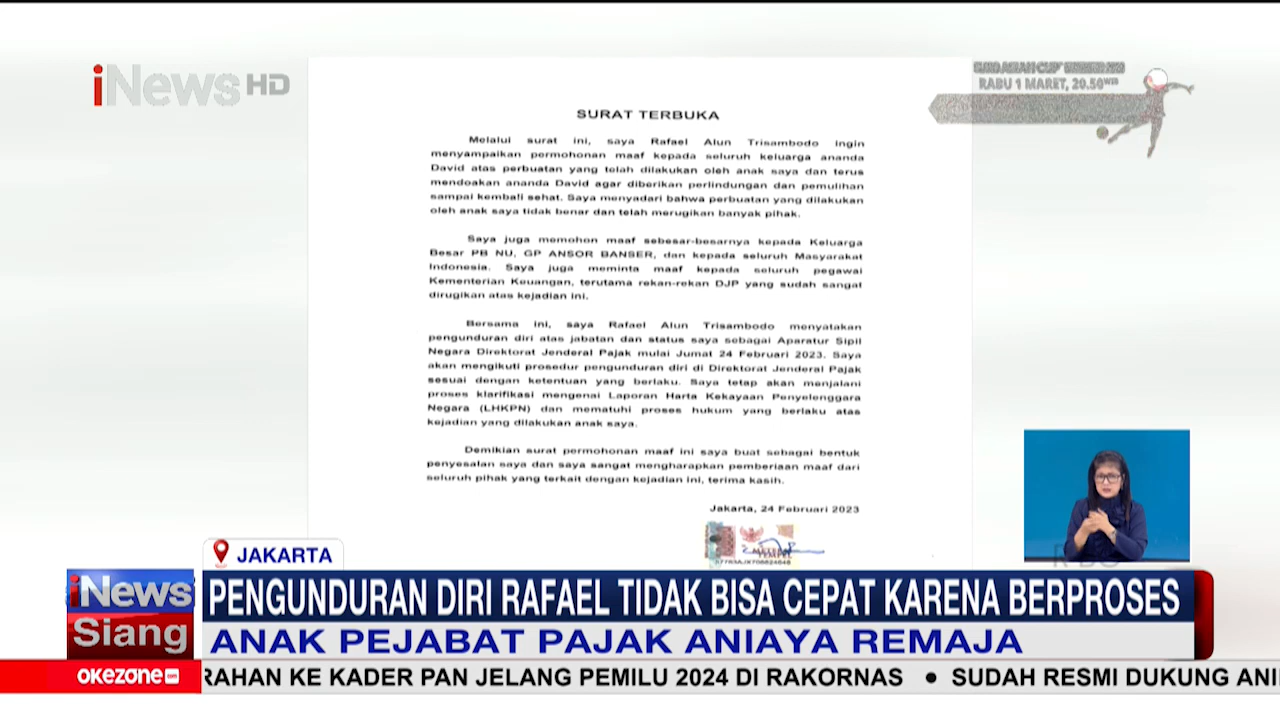 iNews HD
RABU 1 MARET, 20.50 WIB
SURAT TERBUKA
Melalui surat ini, saya Rafael Alun Trisambodo ingin
menyampaikan permohonan maaf kepada seluruh keluarga ananda
David atas perbuatan yang telah dilakukan oleh anak saya dan terus
mendoakan ananda David agar diberikan perlindungan dan pemulihan
sampai kembali sehat. Saya menyadari bahwa perbuatan yang dilakukan
oleh anak saya tidak benar dan telah merugikan banyak pihak.
Saya juga memohon maaf sebesar-besarnya kepada Keluarga
Besar PB NU, GP ANSOR BANSER, dan kepada seluruh Masyarakat
Indonesia. Saya juga meminta maaf kepada seluruh pegawai
Kementerian Keuangan, terutama rekan-rekan DJP yang sudah sangat
dirugikan atas kejadian ini.
Bersama ini, saya Rafael Alun Trisambodo menyatakan
pengunduran diri atas jabatan dan status saya sebagai Aparatur Sipil
Negara Direktorat Jenderal Pajak mulai Jumat 24 Februari 2023. Saya
akan mengikuti prosedur pengunduran diri di Direktorat Jenderal Pajak
sesuai dengan ketentuan yang berlaku. Saya tetap akan menjalani
proses klarifikasi mengenai Laporan Harta Kekayaan Penyelenggara
Negara (LHKPN) dan mematuhi proses hukum yang berlaku atas
kejadian yang dilakukan anak saya.
Demikian surat permohonan maaf ini saya buat sebagai bentuk
penyesalan saya dan saya sangat mengharapkan pemberiaan maaf dari
seluruh pihak yang terkait dengan kejadian ini, terima kasih.
Jakarta, 24 Februari 2023
JAKARTA
iNews
Siang
PENGUNDURAN DIRI RAFAEL TIDAK BISA CEPAT KARENA BERPROSES
ANAK PEJABAT PAJAK ANIAYA REMAJA
OKEZONE
RAHAN KE KADER PAN JELANG PEMILU 2024 DI RAKORNAS • SUDAH RESMI DUKUNG ANI